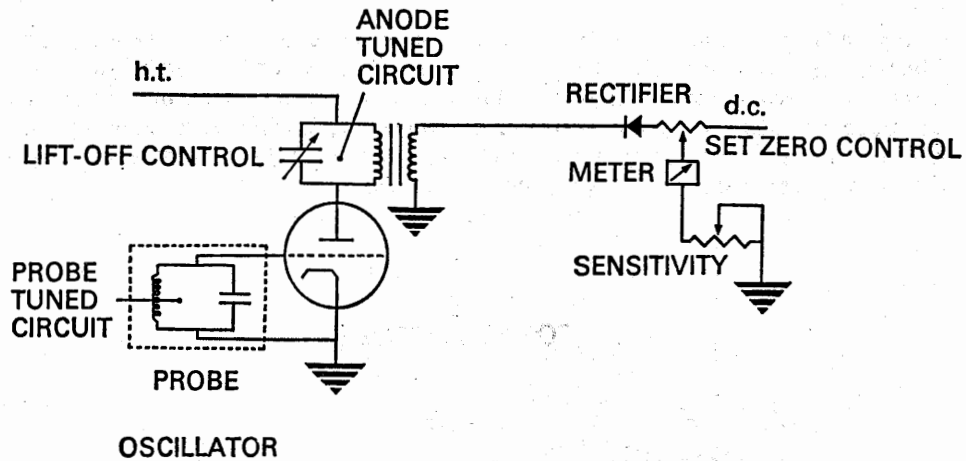 ANODE
TUNED
CIRCUIT
h.t.
RECTIFIER
d.c.
LIFT-OFF CONTROL
SET ZERO CONTROL
METER
SENSITIVITY
PROBE
TUNED
CIRCUIT
PROBE
OSCILLATOR